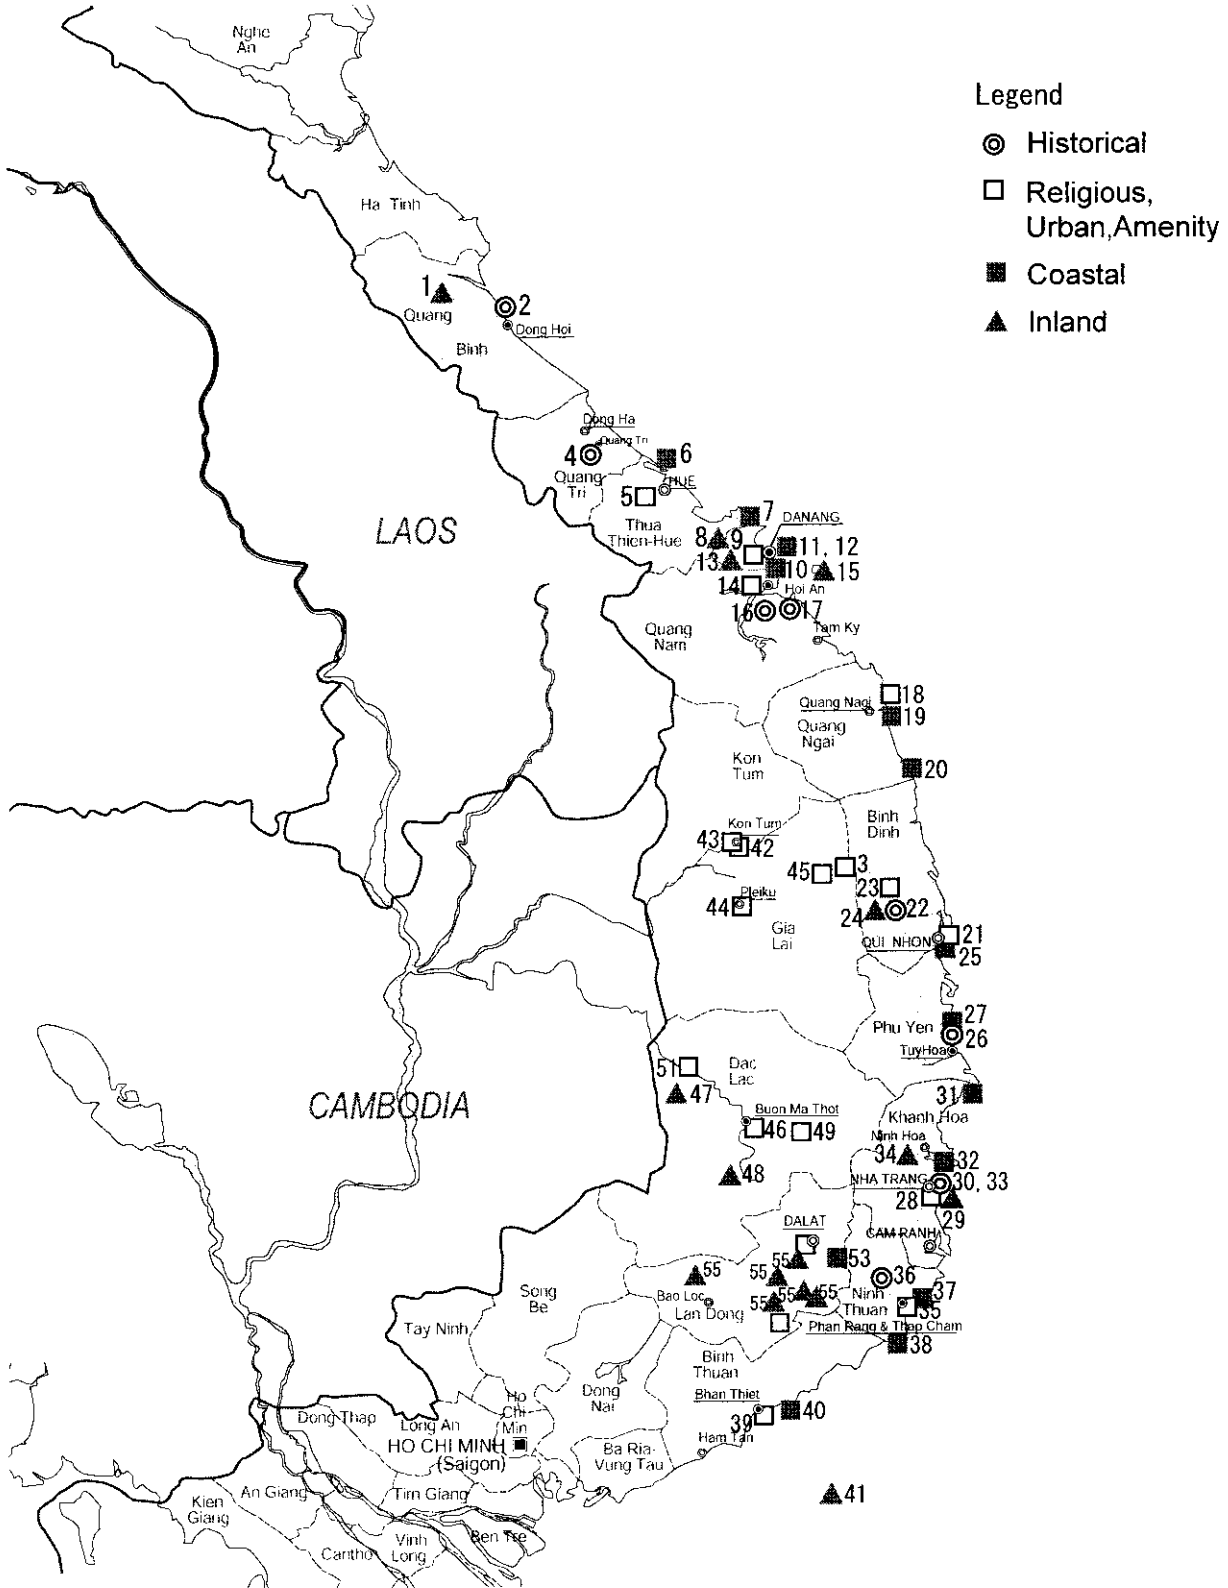 Nghe
An
Legend
Historical
Religious,
Urban,Amenity
Coastal
Inland
Ha Tinh
1
2
Quang
Binh
Dong Hoi
Dong Ha
Quang Tri
4
6
Quang
Tri
5
HUE
7
LAOS
Thua
Thien-Hue
DANANG
8
9
11, 12
13
10
15
14
Hoi An
16
17
Quang
Nam
Tam Ky
18
Quang Nagi
19
Quang
Ngai
Kon
Tum
20
Binh
Dinh
Kon Tum
43
42
3
45
23
Pleiku
44
24
22
Gia
Lai
21
QUI NHON
25
27
Phu Yen
26
TuyHoa
51
Dac
Lac
47
31
CAMBODIA
Khanh Hoa
Buon Ma Thot
46
49
Ninh Hoa
34
32
48
NHA TRANG
30, 33
28
29
DALAT
CAM RANH
55
53
55
55
36
Song
Be
37
Bao Loc
55
55
Ninh
Thuan
35
Lan Dong
Tay Ninh
Phan Rang & Thap Cham
38
Binh
Thuan
Dong
Nai
Ho
Chi
Min
Bhan Thiet
40
39
Dong Thap
Long An
HO CHI MINH
(Saigon)
Ham Tan
Ba Ria-
Vung Tau
An Giang
Tim Giang
41
Kien
Giang
Vinh
Long
Ben Tre
Cantho